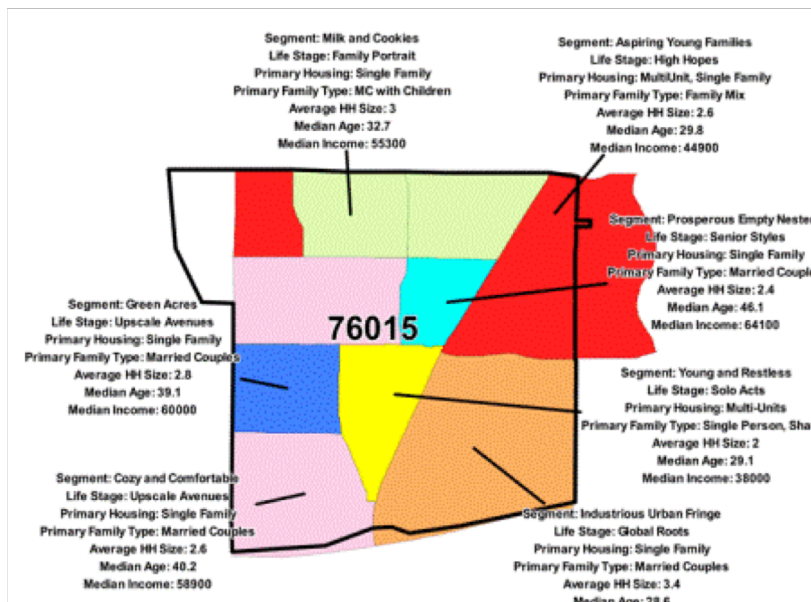 Segment: Milk and Cookies
Life Stage: Family Portrait
Primary Housing: Single Family
Primary Family Type: MC with Children
Average HH Size: 3
Median Age: 32.7
Median Income: 55300
Segment: Aspiring Young Families
Life Stage: High Hopes
Primary Housing: MultiUnit, Single Family
Primary Family Type: Family Mix
Average HH Size: 2.6
Median Age: 29.8
Median Income: 44900
Segment: Prosperous Empty Neste
Life Stage: Senior Styles
Primary Housing: Single Family
Primary Family Type: Married Couple
Average HH Size: 2.4
Median Age: 46.1
Median Income: 64100
76015
Segment: Green Acres
Life Stage: Upscale Avenues
Primary Housing: Single Family
Primary Family Type: Married Couples
Average HH Size: 2.8
Median Age: 39.1
Median Income: 60000
Segment: Young and Restless
Life Stage: Solo Acts
Primary Housing: Multi-Units
Primary Family Type: Single Person, Sha
Average HH Size: 2
Median Age: 29.1
Median Income: 38000
Segment: Cozy and Comfortable
Life Stage: Upscale Avenues
Primary Housing: Single Family
Primary Family Type: Married Couples
Average HH Size: 2.6
Median Age: 40.2
Median Income: 58900
Segment: Industrious Urban Fringe
Life Stage: Global Roots
Primary Housing: Single Family
Primary Family Type: Married Couples
Average HH Size: 3.4
Median Age: 28.6